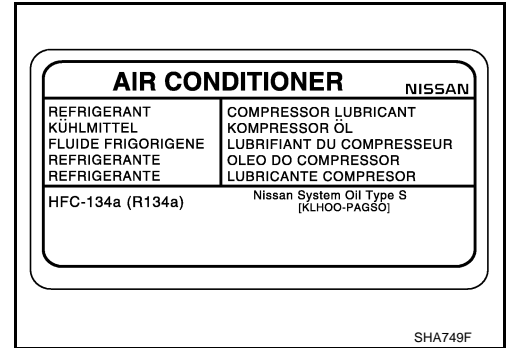 AIR CONDITIONER NISSAN
REFRIGERANT
KÜHLMITTEL
FLUIDE FRIGORIGENE
REFRIGERANTE
REFRIGERANTE
COMPRESSOR LUBRICANT
KOMPRESSOR ÖL
LUBRIFIANT DU COMPRESSEUR
OLEO DO COMPRESSOR
LUBRICANTE COMPRESOR
HFC-134a (R134a)
Nissan System Oil Type S
[KLHOO-PAGSO]
SHA749F